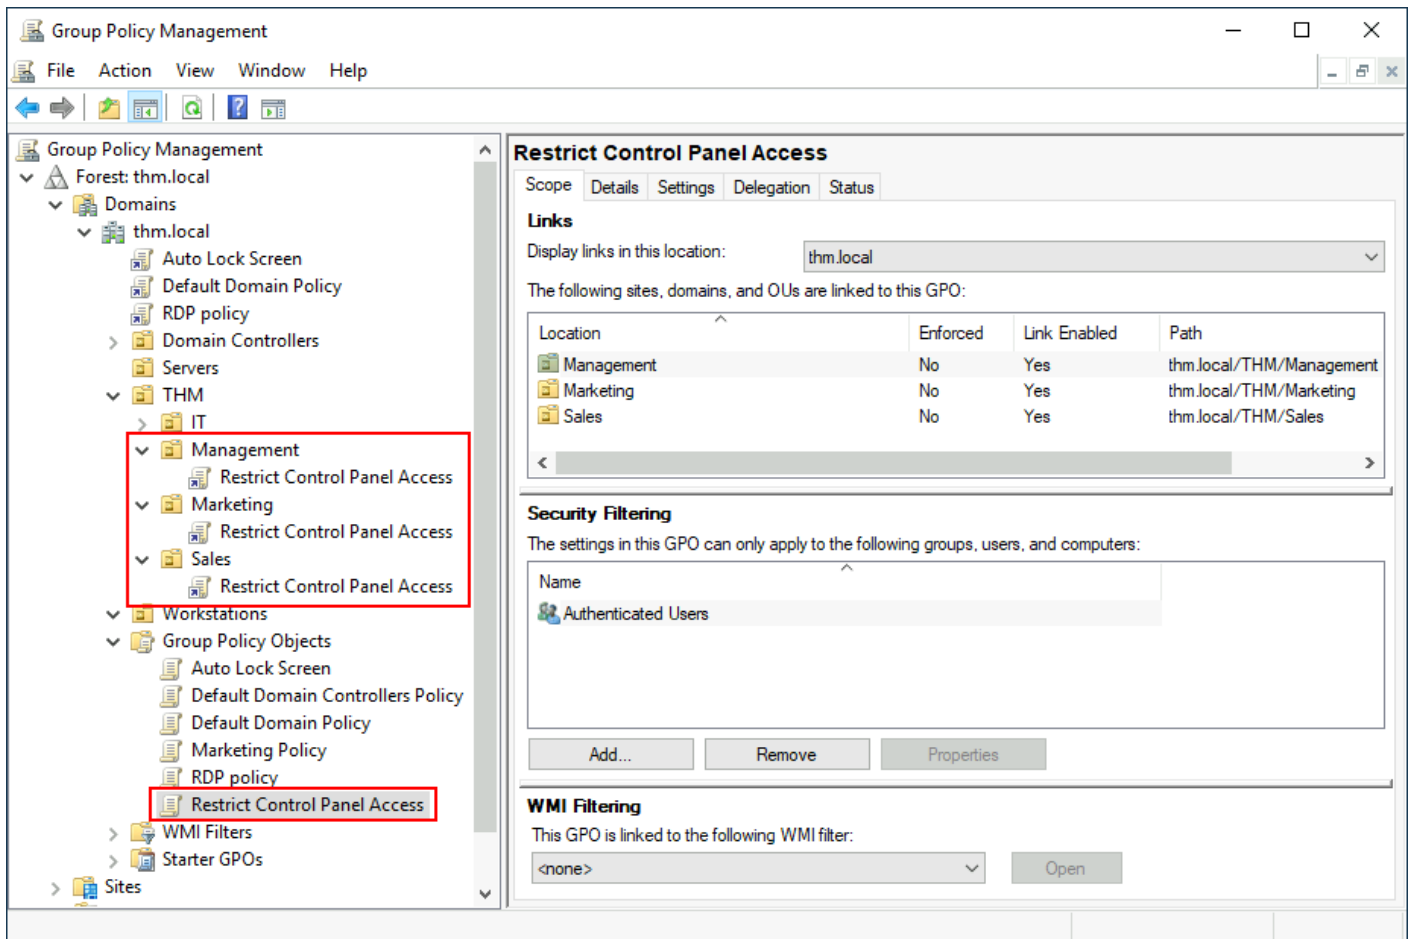 Group Policy Management
File Action View Window Help
Group Policy Management
Forest: thm.local
Domains
thm.local
Auto Lock Screen
Default Domain Policy
RDP policy
Domain Controllers
Servers
THM
IT
Management
Restrict Control Panel Access
Marketing
Restrict Control Panel Access
Sales
Restrict Control Panel Access
Workstations
Group Policy Objects
Auto Lock Screen
Default Domain Controllers Policy
Default Domain Policy
Marketing Policy
RDP policy
Restrict Control Panel Access
WMI Filters
Starter GPOs
Sites
Restrict Control Panel Access
Scope Details Settings Delegation Status
Links
Display links in this location: thm.local
The following sites, domains, and OUs are linked to this GPO:
Location Enforced Link Enabled Path
Management No Yes thm.local/THM/Management
Marketing No Yes thm.local/THM/Marketing
Sales No Yes thm.local/THM/Sales
Security Filtering
The settings in this GPO can only apply to the following groups, users, and computers:
Name
Authenticated Users
Add... Remove Properties
WMI Filtering
This GPO is linked to the following WMI filter:
<none> Open